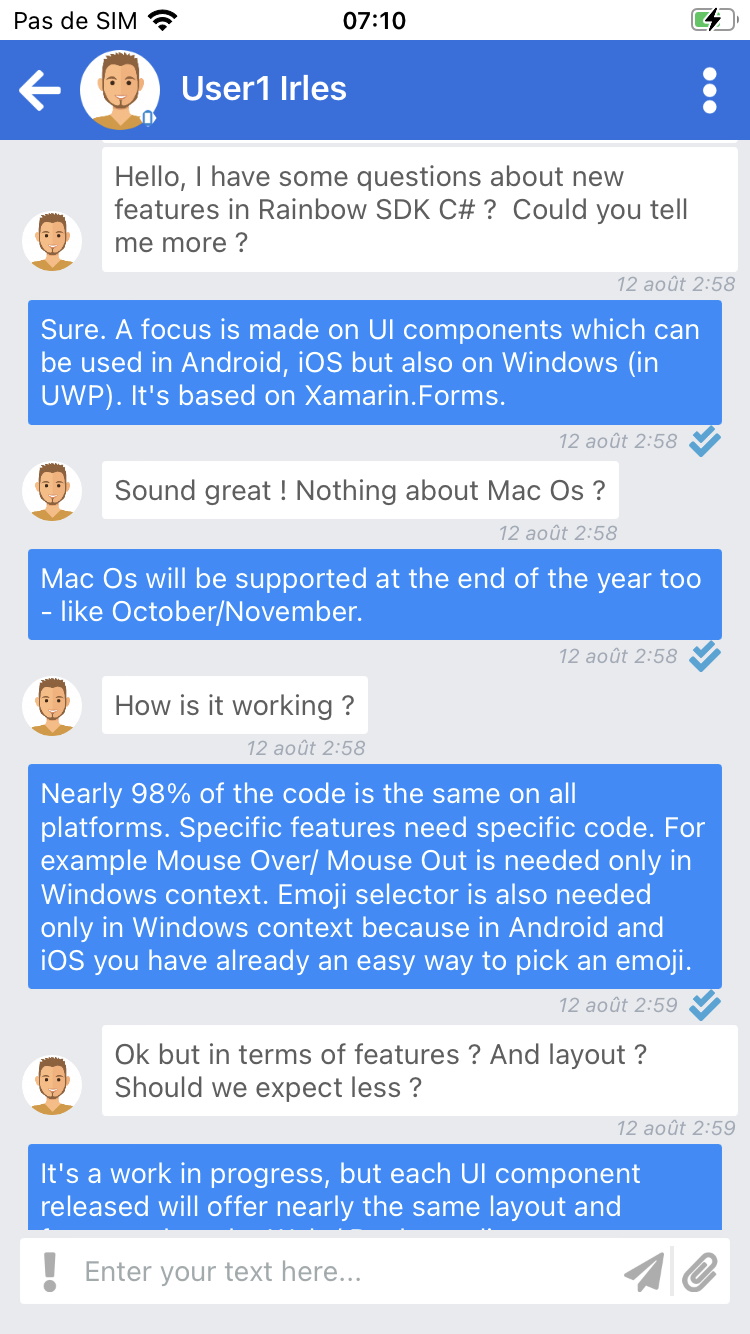 Pas de SIM 07:10
User1 Irles
Hello, I have some questions about new
features in Rainbow SDK C# ?  Could you tell
me more ?
12 août 2:58
Sure. A focus is made on UI components which can
be used in Android, iOS but also on Windows (in
UWP). It's based on Xamarin.Forms.
12 août 2:58
Sound great ! Nothing about Mac Os ?
12 août 2:58
Mac Os will be supported at the end of the year too
- like October/November.
12 août 2:58
How is it working ?
12 août 2:58
Nearly 98% of the code is the same on all
platforms. Specific features need specific code. For
example Mouse Over/ Mouse Out is needed only in
Windows context. Emoji selector is also needed
only in Windows context because in Android and
iOS you have already an easy way to pick an emoji.
12 août 2:59
Ok but in terms of features ? And layout ?
Should we expect less ?
12 août 2:59
It's a work in progress, but each UI component
released will offer nearly the same layout and
Enter your text here...